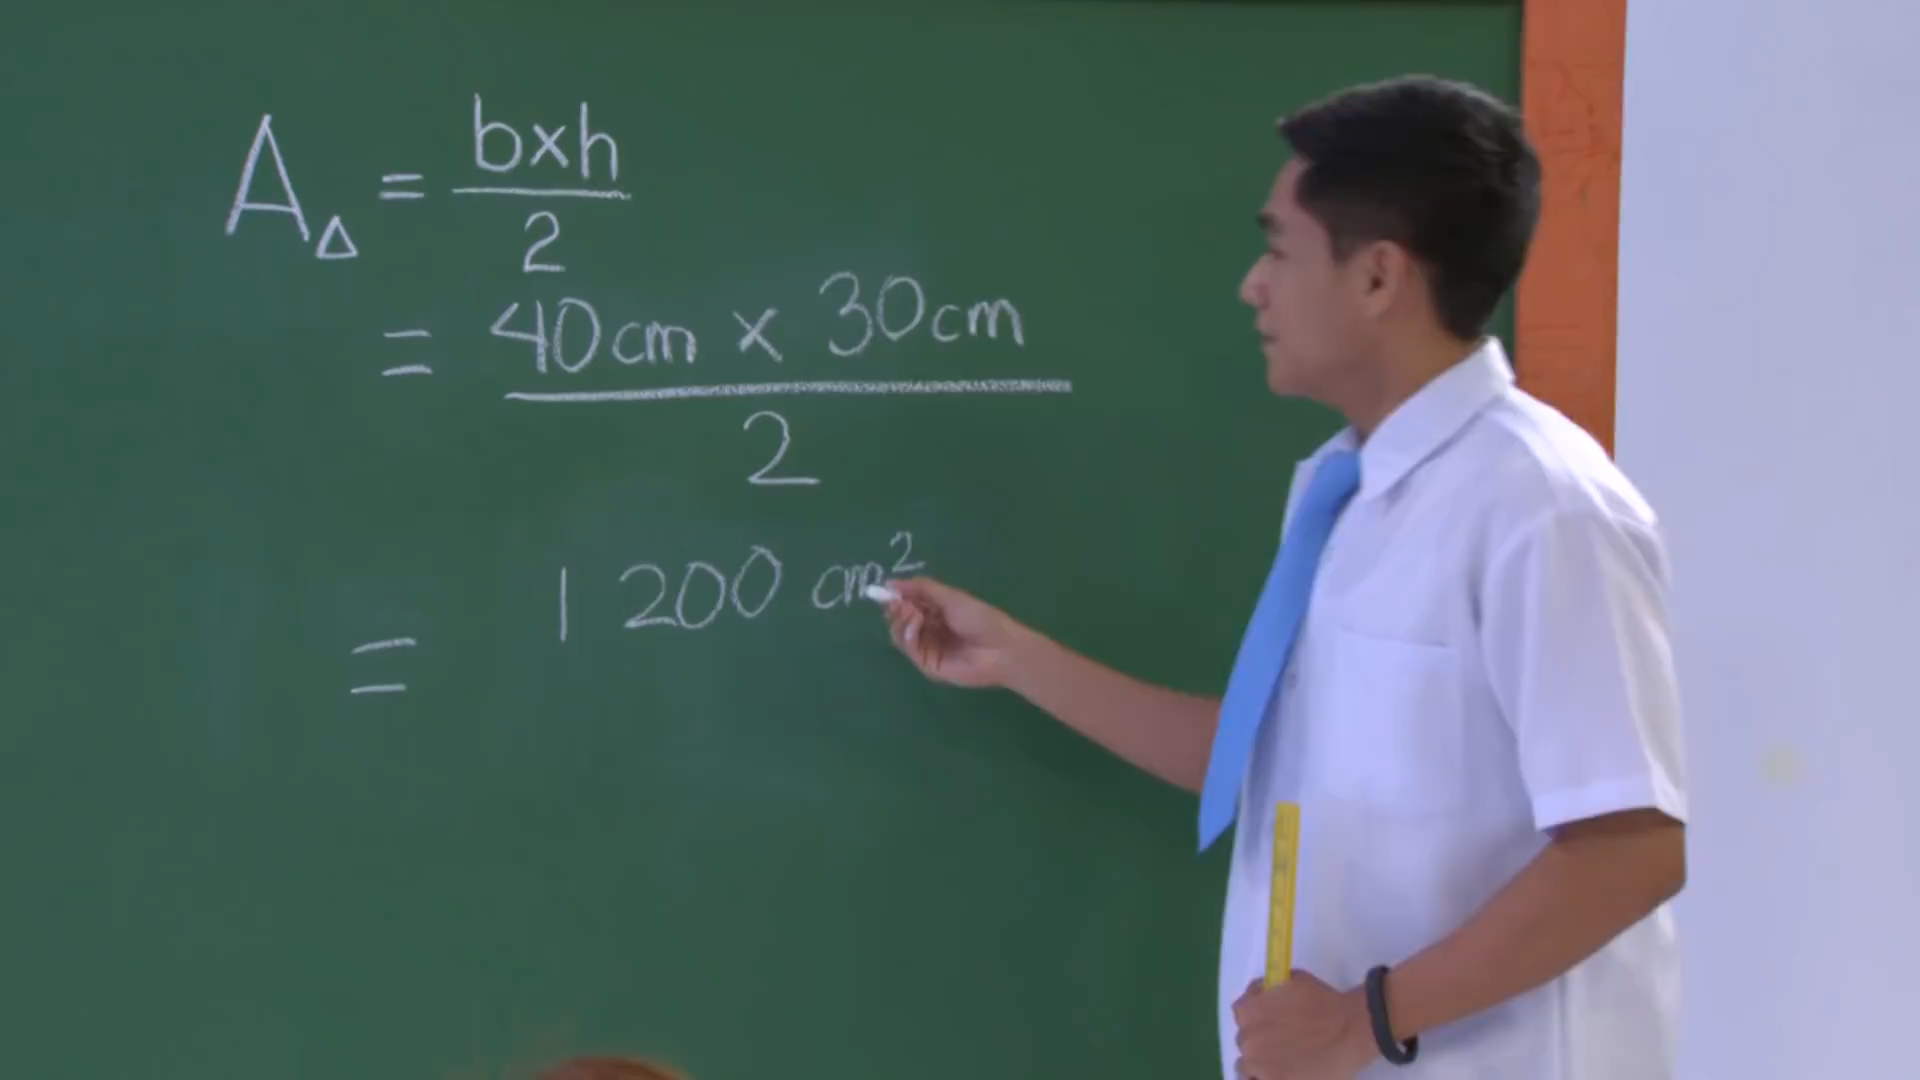 A△ = b×h
2
= 40cm × 30cm
2
= 1 200 cm²